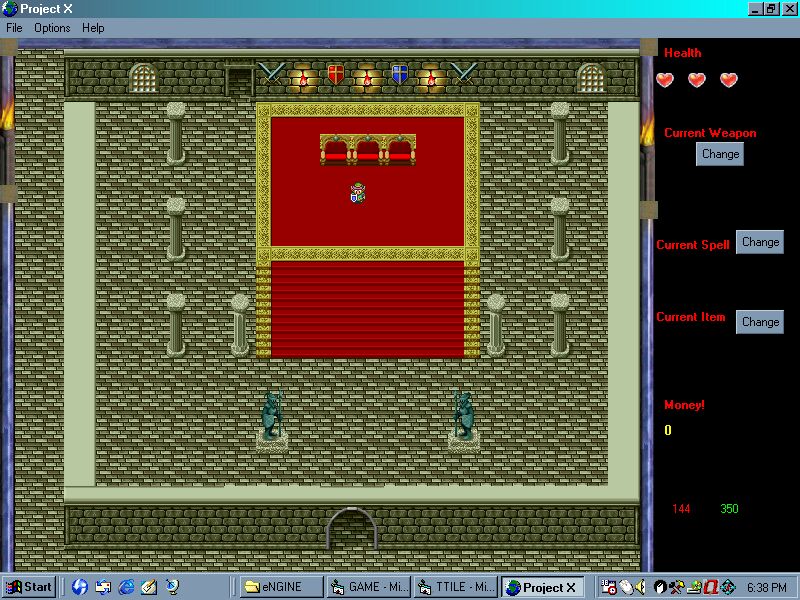 Project X
File Options Help
Health
Current Weapon
Change
Current Spell Change
Current Item Change
Money!
0
144 350
Start eNGINE GAME - Mi... TTILE - Mi... Project X 6:38 PM